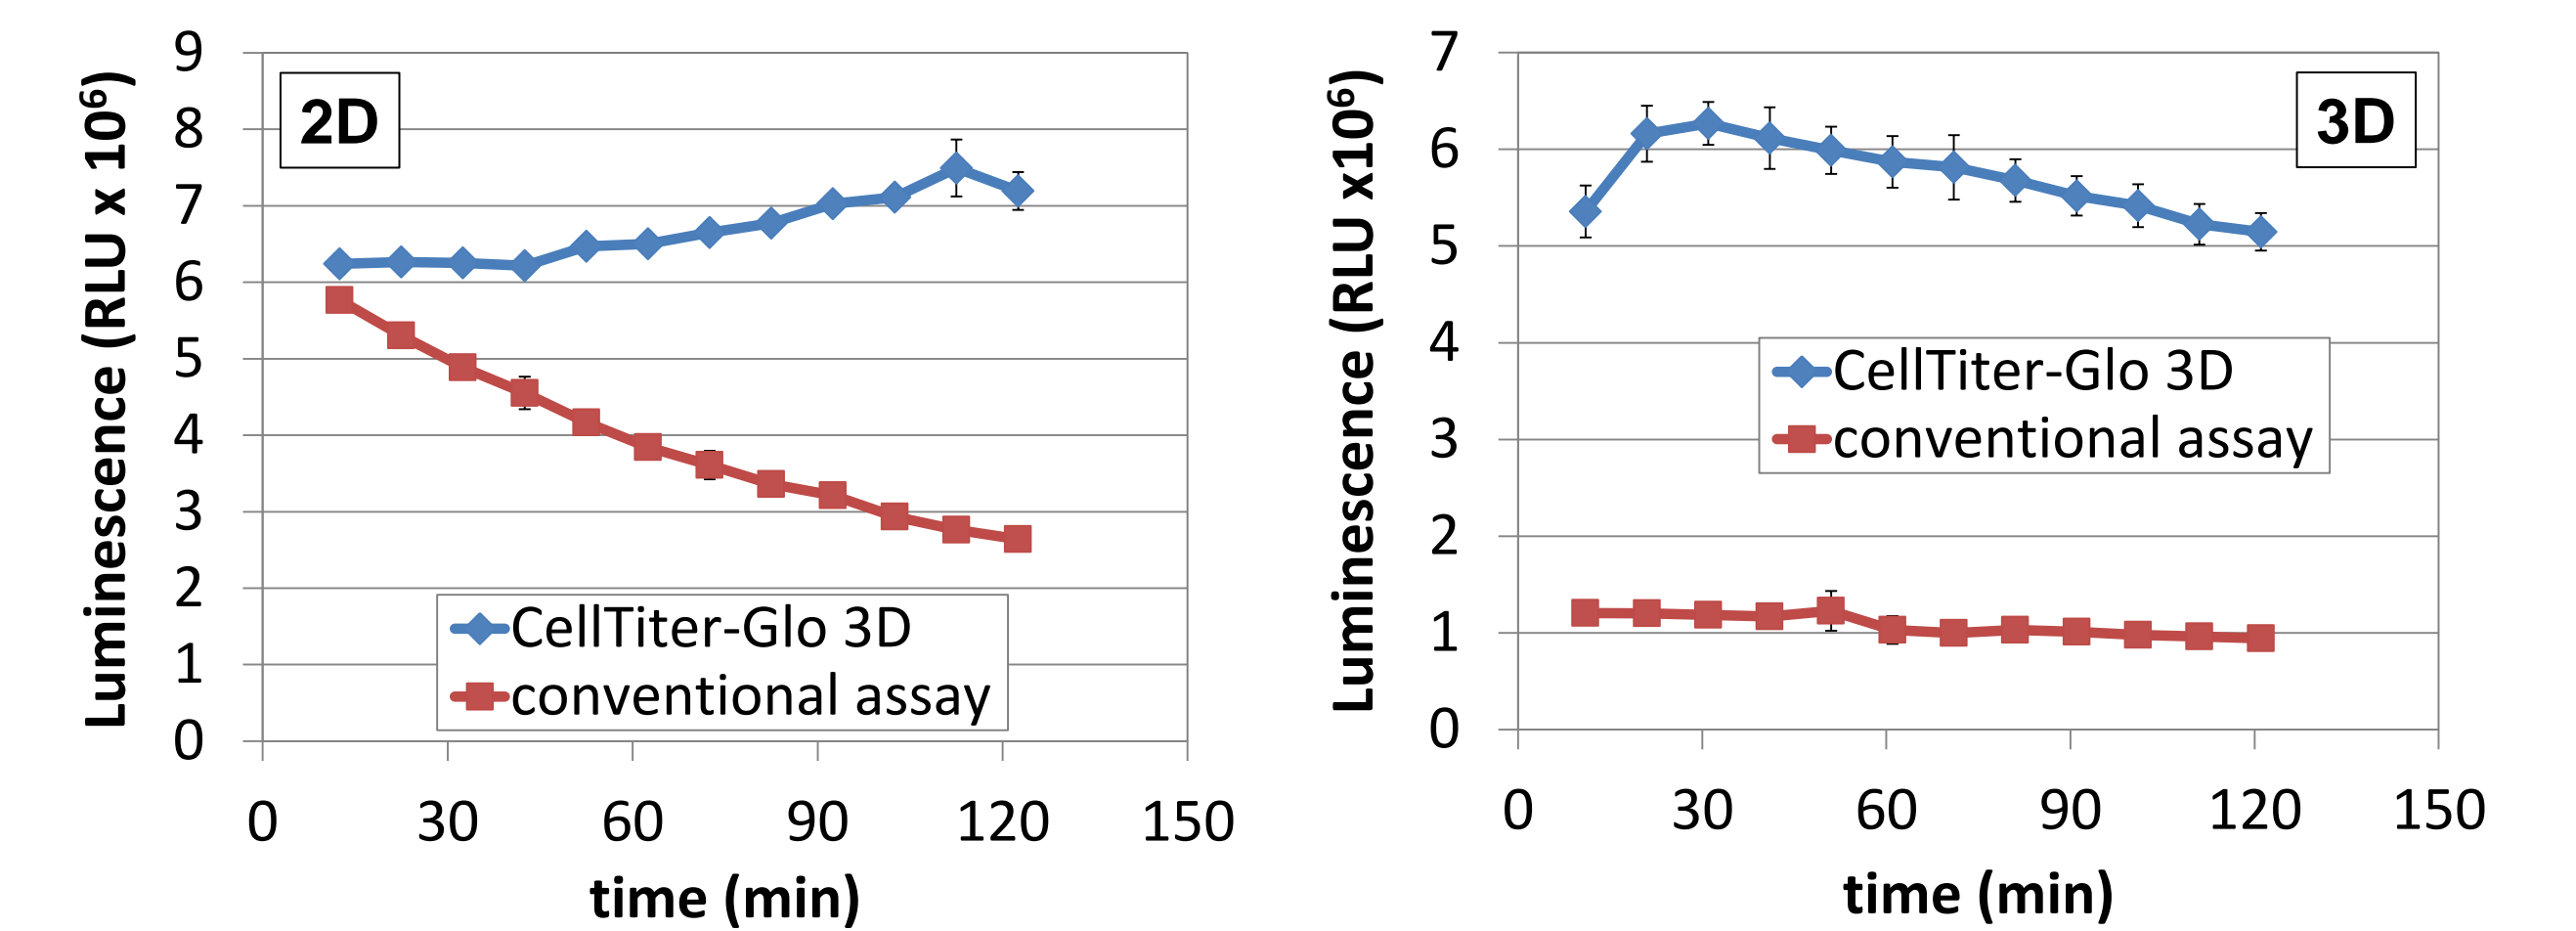 2D
Luminescence (RLU x 10⁶)
9
8
7
6
5
4
3
2
1
0
CellTiter-Glo 3D
conventional assay
0 30 60 90 120 150
time (min)
3D
Luminescence (RLU x10⁶)
7
6
5
4
3
2
1
0
CellTiter-Glo 3D
conventional assay
0 30 60 90 120 150
time (min)